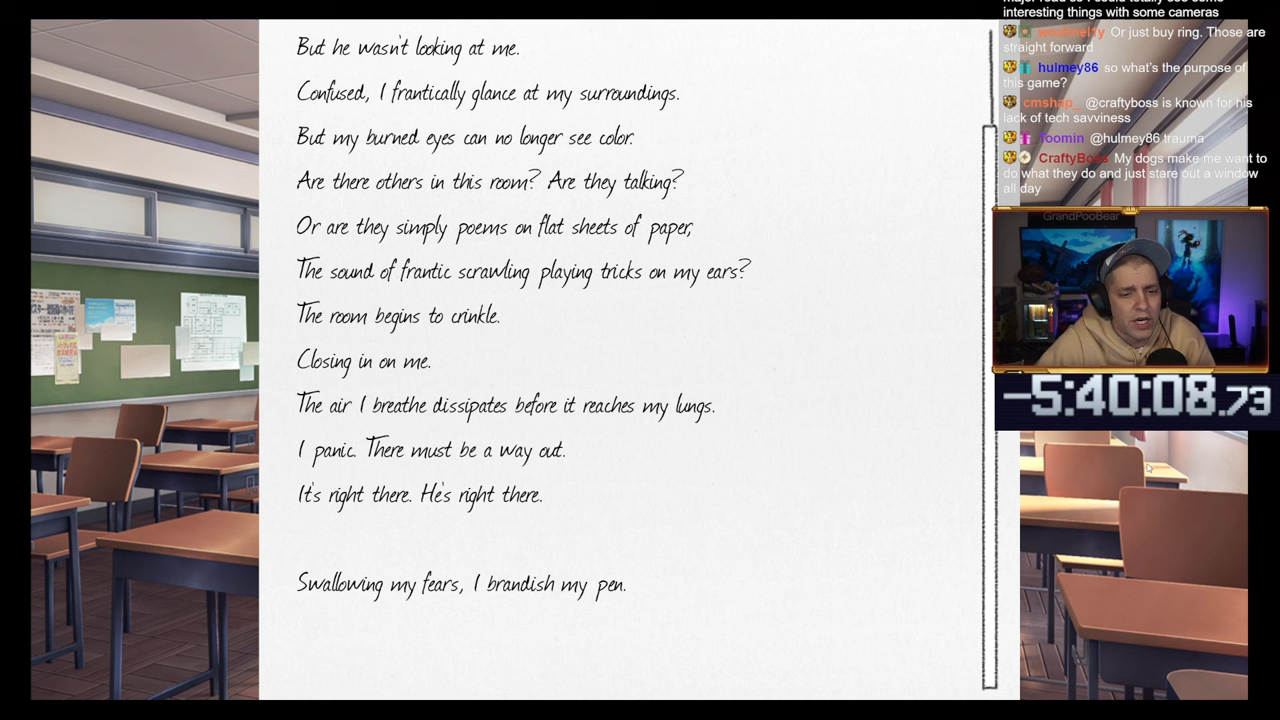 But he wasn't looking at me.
Confused, I frantically glance at my surroundings.
But my burned eyes can no longer see color.
Are there others in this room? Are they talking?
Or are they simply poems on flat sheets of paper,
The sound of frantic scrawling playing tricks on my ears?
The room begins to crinkle.
Closing in on me.
The air I breathe dissipates before it reaches my lungs.
I panic. There must be a way out.
It's right there. He's right there.
Swallowing my fears, I brandish my pen.
interesting things with some cameras
Or just buy ring. Those are
straight forward
hulmey86 so what's the purpose of
this game?
cmshap_ @craftyboss is known for his
lack of tech savviness
Toomin @hulmey86 trauma
CraftyBoss My dogs make me want to
do what they do and just stare out a window
all day
GrandPooBear
-5:40:08.73